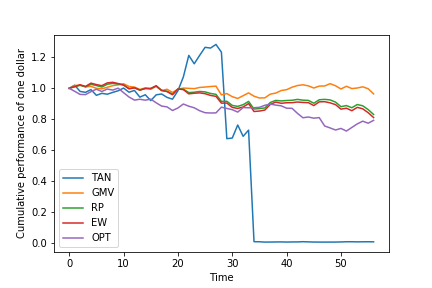 Cumulative performance of one dollar
1.2
1.0
0.8
0.6
0.4
0.2
0.0
TAN
GMV
RP
EW
OPT
0 10 20 30 40 50
Time